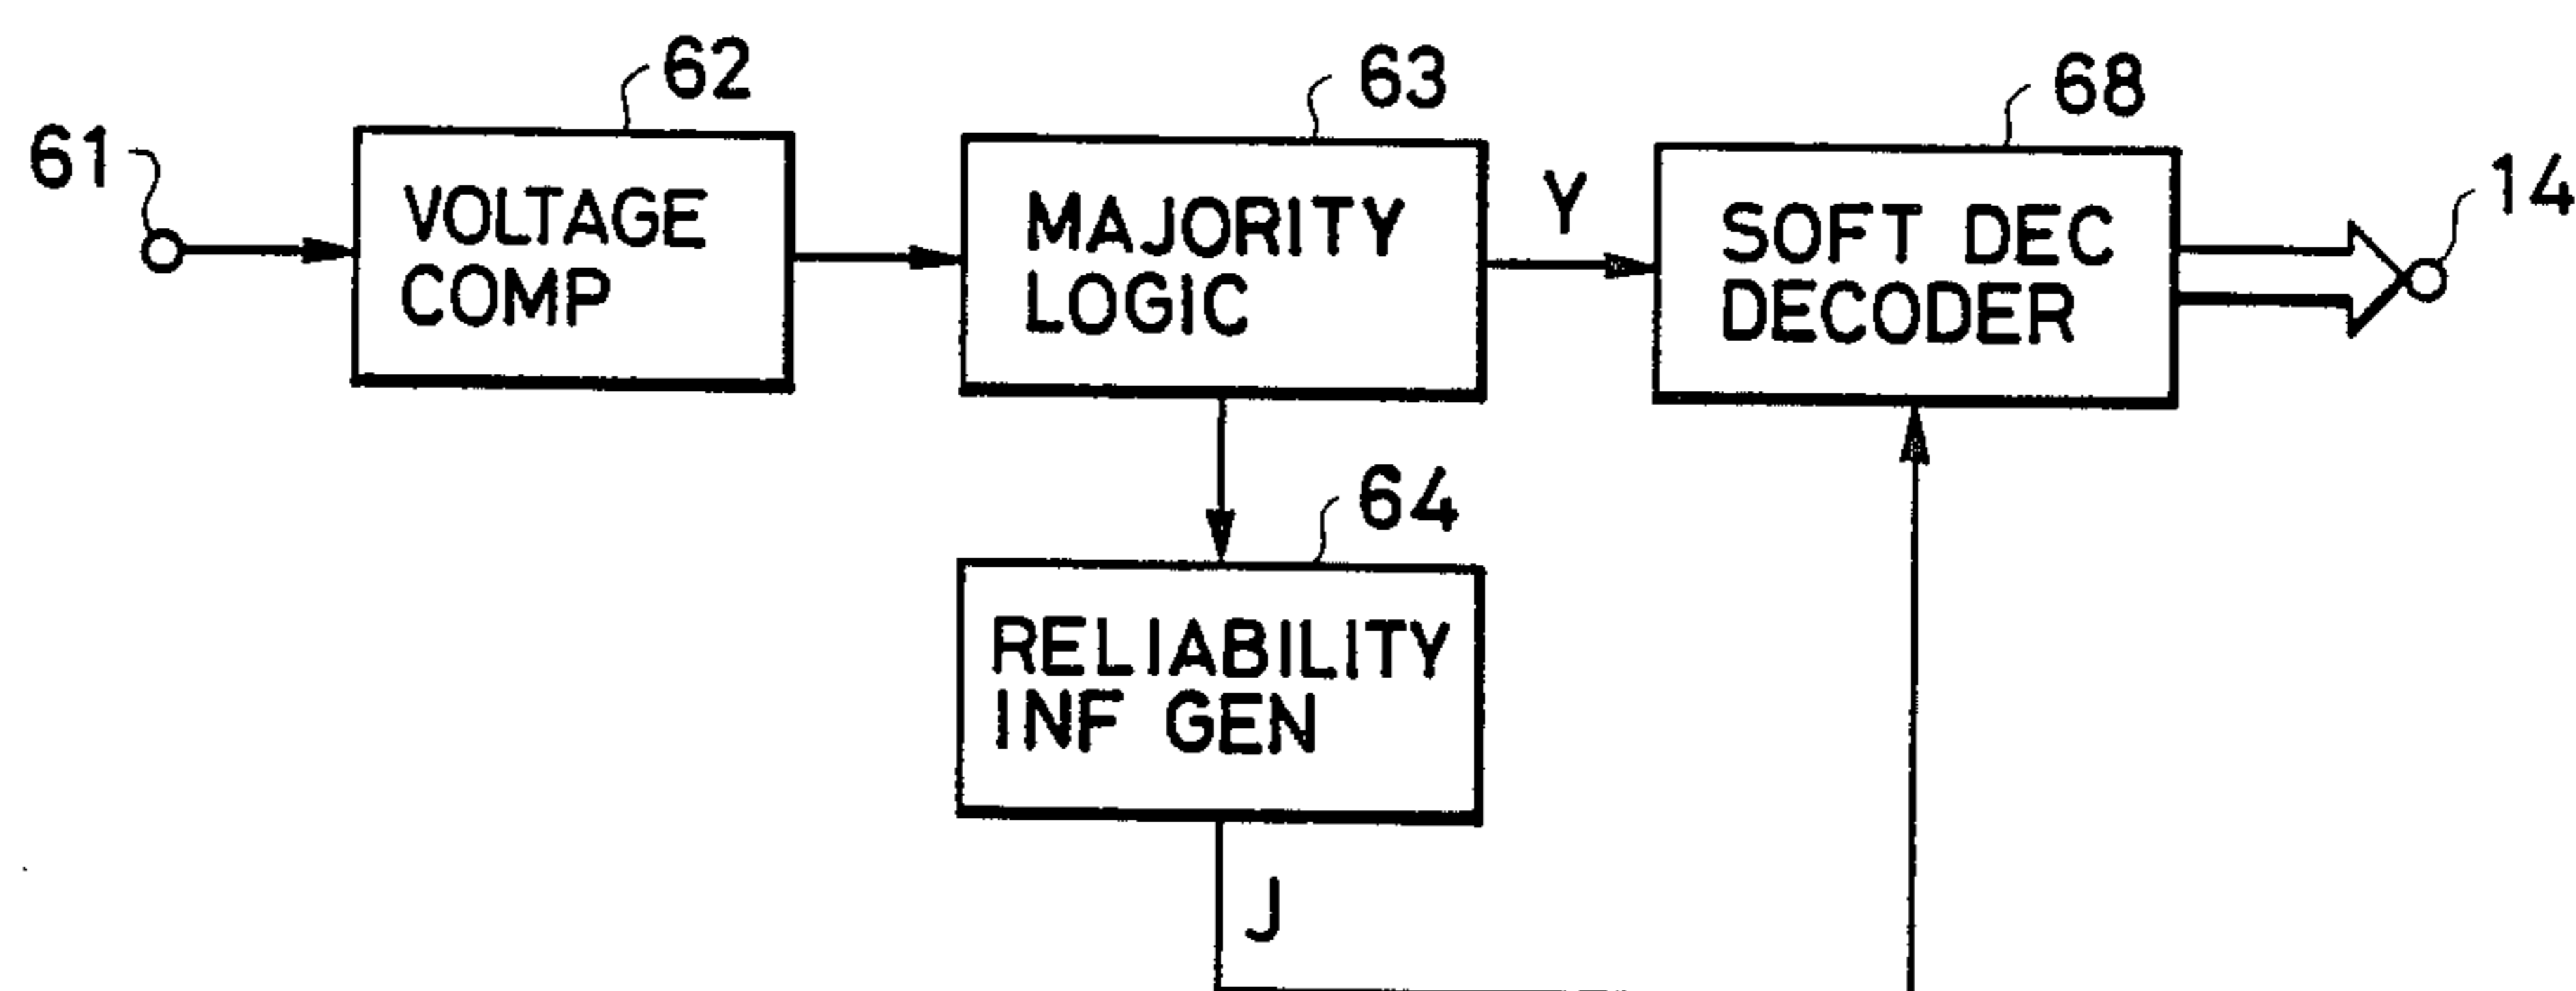 62
63
68
61
14
VOLTAGE
COMP
MAJORITY
LOGIC
Y
SOFT DEC
DECODER
64
RELIABILITY
INF GEN
J